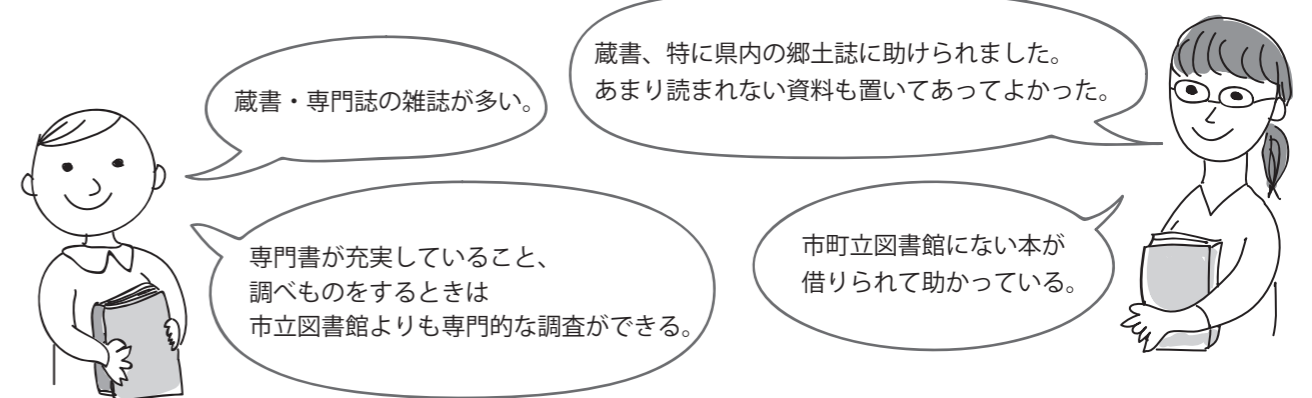 蔵書・専門誌の雑誌が多い。
蔵書、特に県内の郷土誌に助けられました。
あまり読まれない資料も置いてあってよかった。
専門書が充実していること、
調べものをするときは
市立図書館よりも専門的な調査ができる。
市町立図書館にない本が
借りられて助かっている。